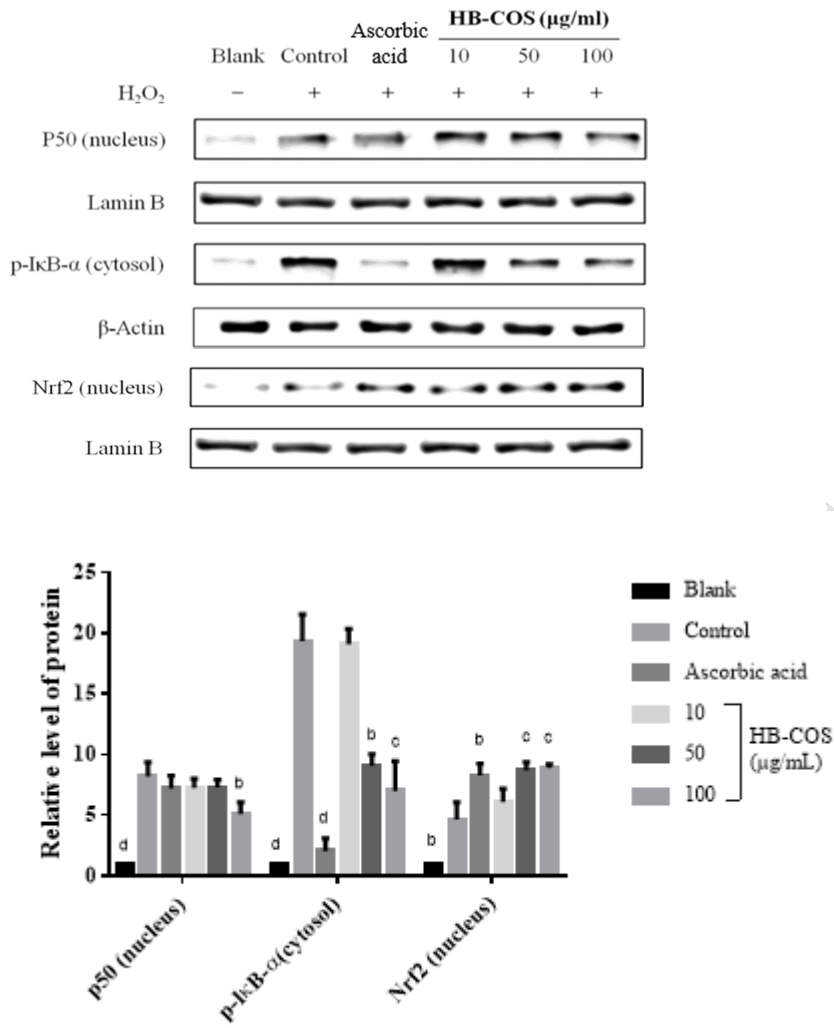 HB-COS (μg/ml)
Ascorbic
Blank Control acid 10 50 100
H₂O₂ − + + + + +
P50 (nucleus)
Lamin B
p-IκB-α (cytosol)
β-Actin
Nrf2 (nucleus)
Lamin B
Relative level of protein
25
20
15
10
5
0
d b
d d b c
b b c c
p50 (nucleus)
p-IκB-α(cytosol)
Nrf2 (nucleus)
Blank
Control
Ascorbic acid
10
50
100
HB-COS
(μg/mL)